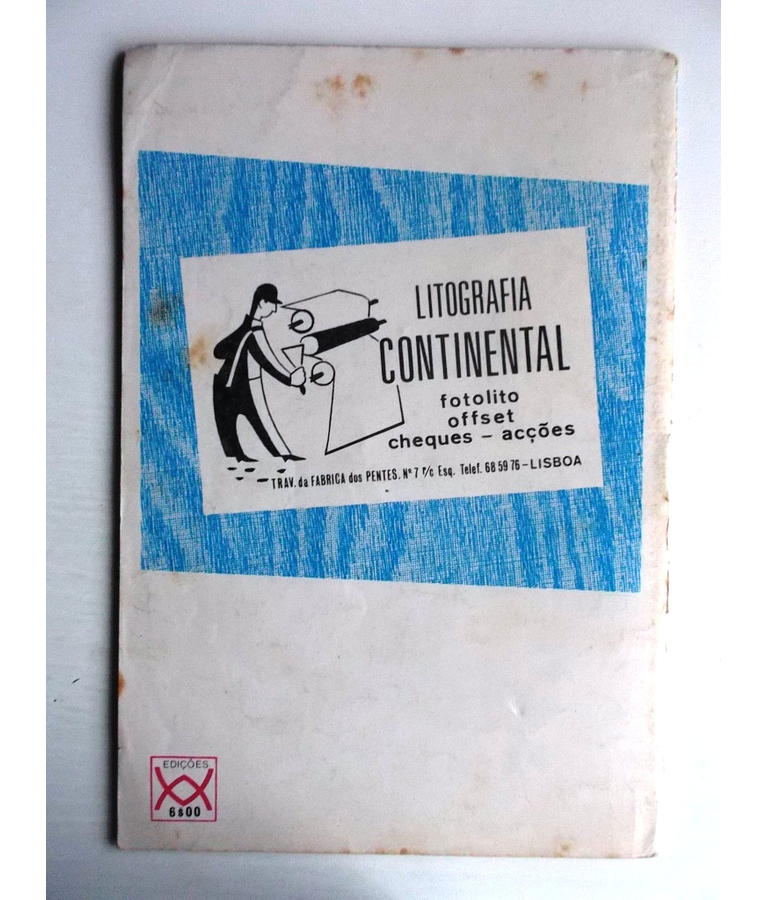 LITOGRAFIA
CONTINENTAL
fotolito
offset
cheques - acções
TRAV. da FABRICA dos PENTES. Nº 7 r/c Esq. Telef. 68 59 76 - LISBOA
EDIÇÕES
6$00